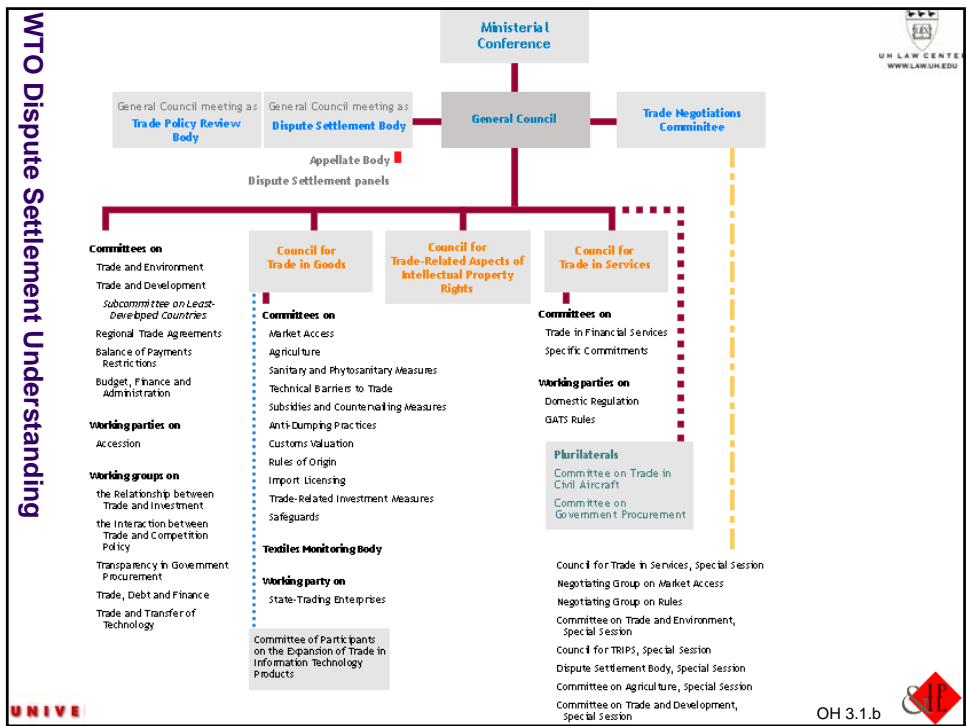 WTO Dispute Settlement Understanding
Ministerial
Conference
UH LAW CENTER
WWW.LAW.UH.EDU
General Council meeting as
Trade Policy Review
Body
General Council meeting as
Dispute Settlement Body
General Council
Trade Negotiations
Comminitee
Appellate Body
Dispute Settlement panels
Committees on
Trade and Environment
Trade and Development
Subcommittee on Least-
Developed Countries
Regional Trade Agreements
Balance of Payments
Restrictions
Budget, Finance and
Administration
Working parties on
Accession
Working groups on
the Relationship between
Trade and Investment
the Interaction between
Trade and Competition
Policy
Transparency in Government
Procurement
Trade, Debt and Finance
Trade and Transfer of
Technology
Council for
Trade in Goods
Committees on
Market Access
Agriculture
Sanitary and Phytosanitary Measures
Technical Barriers to Trade
Subsidies and Countervailing Measures
Anti-Dumping Practices
Customs Valuation
Rules of Origin
Import Licensing
Trade-Related Investment Measures
Safeguards
Textiles Monitoring Body
Working party on
State-Trading Enterprises
Committee of Participants
on the Expansion of Trade in
Information Technology
Products
Council for
Trade-Related Aspects of
Intellectual Property
Rights
Council for
Trade in Services
Committees on
Trade in Financial Services
Specific Commitments
Working parties on
Domestic Regulation
GATS Rules
Plurilaterals
Committee on Trade in
Civil Aircraft
Committee on
Government Procurement
Council for Trade in Services, Special Session
Negotiating Group on Market Access
Negotiating Group on Rules
Committee on Trade and Environment,
Special Session
Council for TRIPS, Special Session
Dispute Settlement Body, Special Session
Committee on Agriculture, Special Session
Committee on Trade and Development,
Special Session
UNIVE
OH 3.1.b